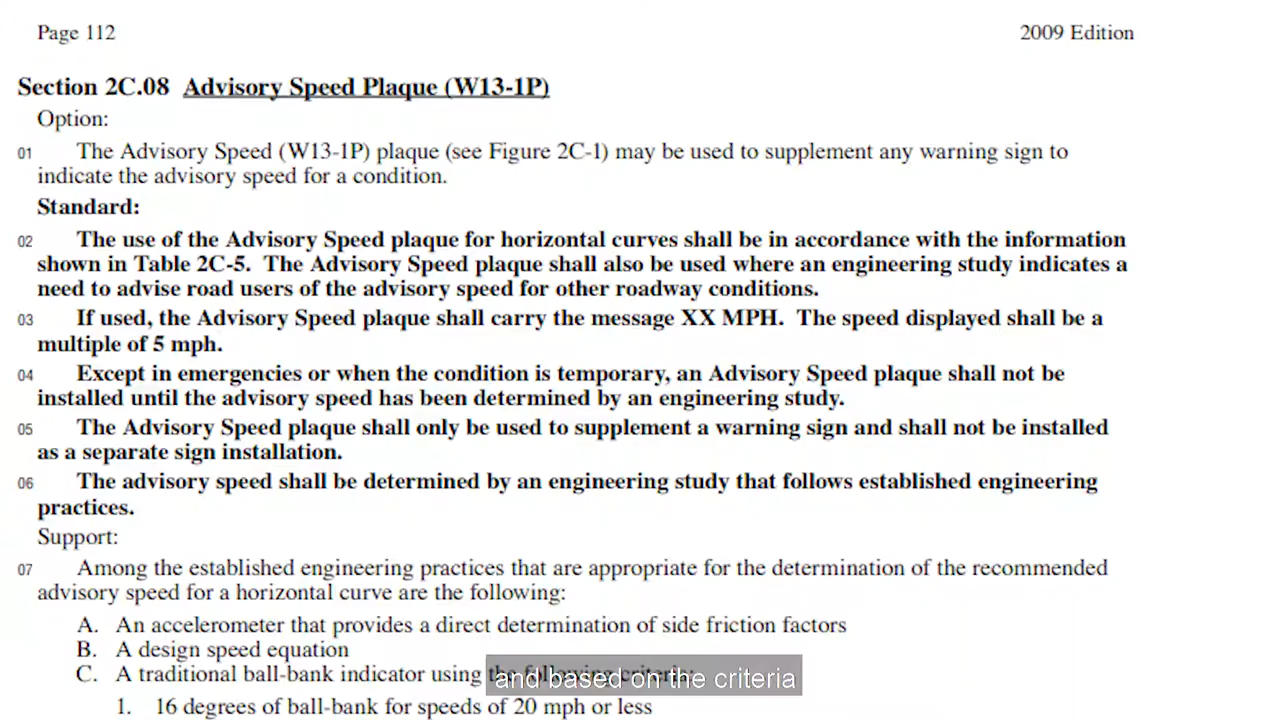 Page 112 2009 Edition
Section 2C.08 Advisory Speed Plaque (W13-1P)
Option:
01 The Advisory Speed (W13-1P) plaque (see Figure 2C-1) may be used to supplement any warning sign to
indicate the advisory speed for a condition.
Standard:
02 The use of the Advisory Speed plaque for horizontal curves shall be in accordance with the information
shown in Table 2C-5. The Advisory Speed plaque shall also be used where an engineering study indicates a
need to advise road users of the advisory speed for other roadway conditions.
03 If used, the Advisory Speed plaque shall carry the message XX MPH. The speed displayed shall be a
multiple of 5 mph.
04 Except in emergencies or when the condition is temporary, an Advisory Speed plaque shall not be
installed until the advisory speed has been determined by an engineering study.
05 The Advisory Speed plaque shall only be used to supplement a warning sign and shall not be installed
as a separate sign installation.
06 The advisory speed shall be determined by an engineering study that follows established engineering
practices.
Support:
07 Among the established engineering practices that are appropriate for the determination of the recommended
advisory speed for a horizontal curve are the following:
A. An accelerometer that provides a direct determination of side friction factors
B. A design speed equation
C. A traditional ball-bank indicator using the following criteria:
and based on the criteria
1. 16 degrees of ball-bank for speeds of 20 mph or less